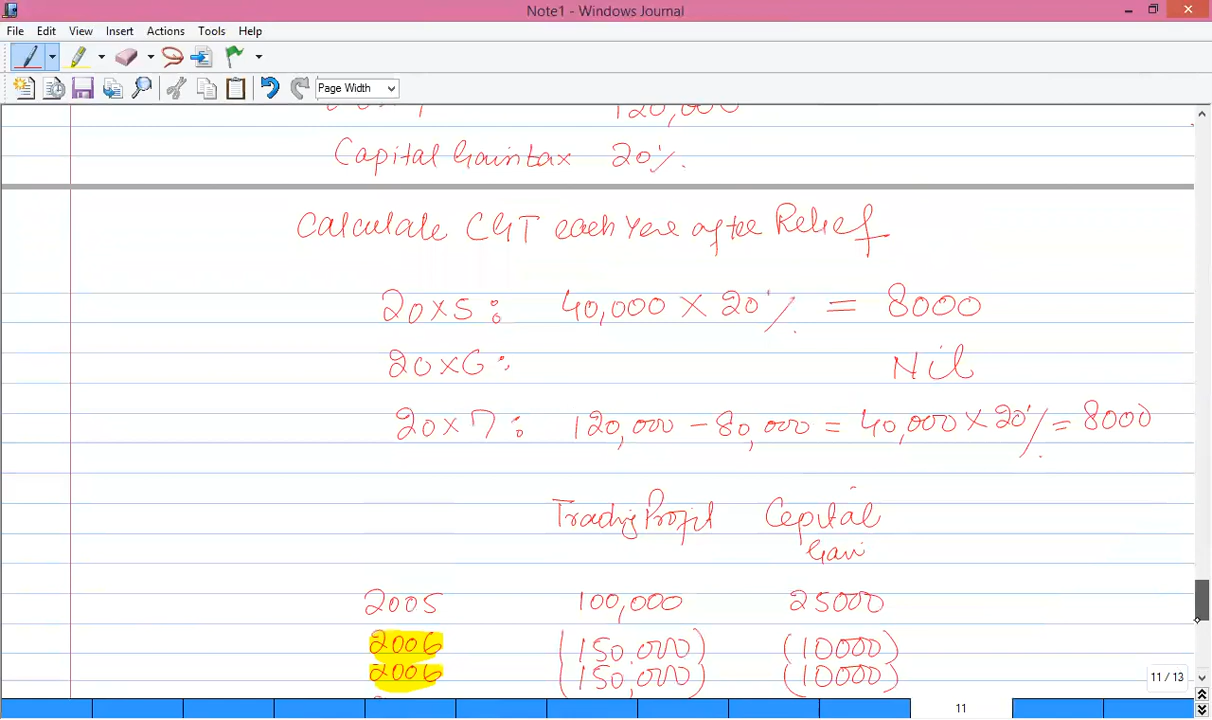 Note1 - Windows Journal
File Edit View Insert Actions Tools Help
Page Width
120,000
Capital Gain tax 20%
Calculate CGT each Year after Relief
20x5: 40,000 x 20% = 8000
20x6: Nil
20x7: 120,000 - 80,000 = 40,000 x 20% = 8000
Trading Profit Capital
Gain
2005 100,000 25000
2006 (150,000) (10000)
2006 (150,000) (10000)
11 / 13
11